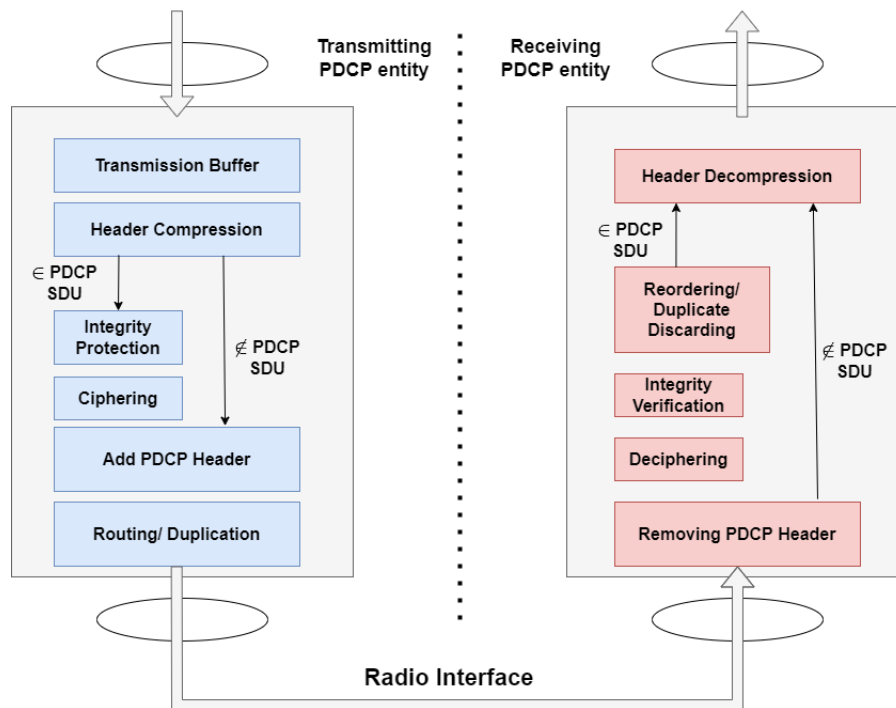 Transmitting
PDCP entity
Receiving
PDCP entity
Transmission Buffer
Header Compression
∈ PDCP
SDU
Integrity
Protection
∉ PDCP
SDU
Ciphering
Add PDCP Header
Routing/ Duplication
Header Decompression
∈ PDCP
SDU
Reordering/
Duplicate
Discarding
∉ PDCP
SDU
Integrity
Verification
Deciphering
Removing PDCP Header
Radio Interface